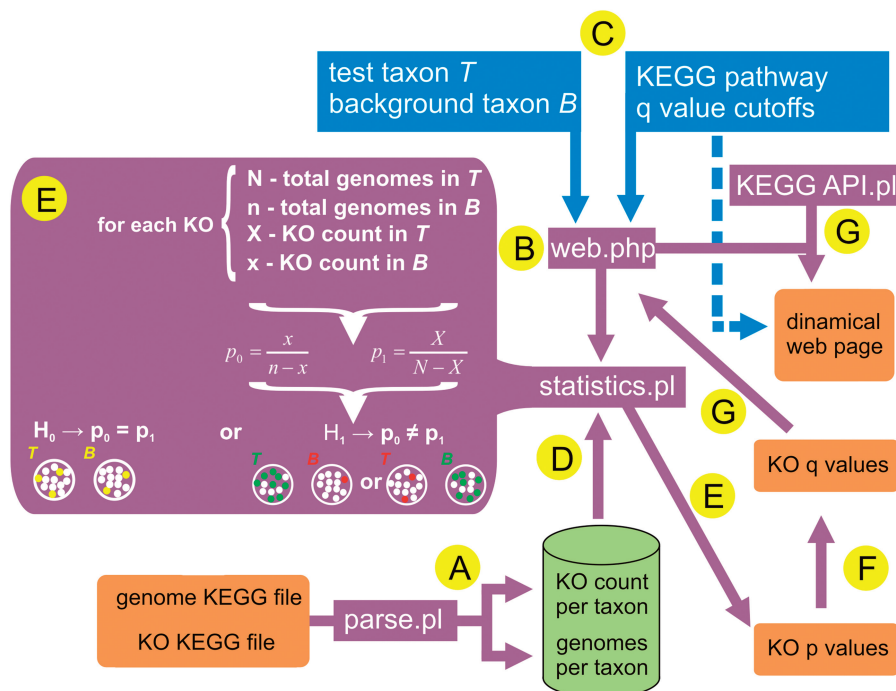 C
test taxon T
background taxon B
KEGG pathway
q value cutoffs
E
for each KO
N - total genomes in T
n - total genomes in B
X - KO count in T
x - KO count in B
KEGG API.pl
B
web.php
G
dinamical
web page
p₀ = x / (n − x)
p₁ = X / (N − X)
statistics.pl
H₀ → p₀ = p₁
or
H₁ → p₀ ≠ p₁
T
B
T
B
or
T
B
G
D
E
KO q values
F
A
genome KEGG file
KO KEGG file
parse.pl
KO count
per taxon
genomes
per taxon
KO p values